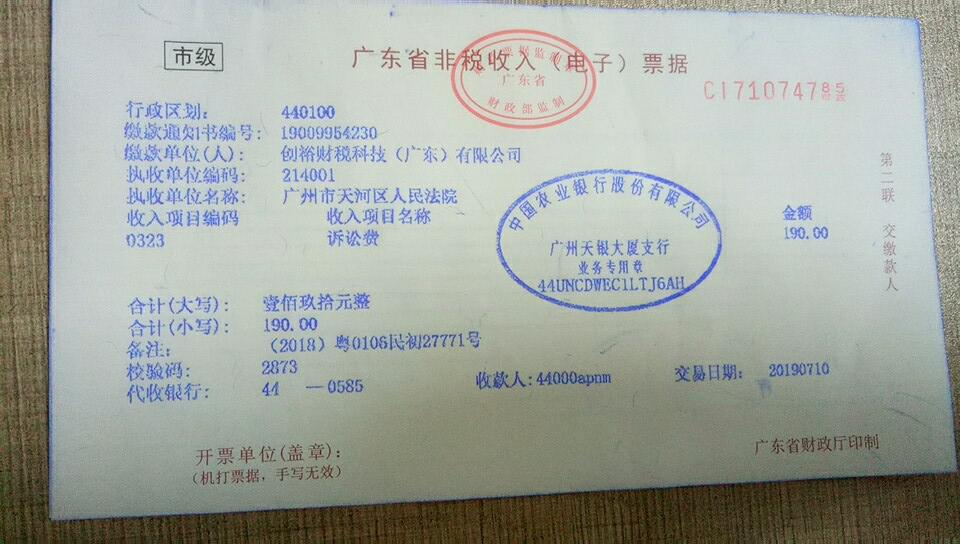 市级
广东省非税收入（电子）票据
广东省
财政部监制
CI71074785
行政区划： 440100
缴款通知书编号： 19009954230
缴款单位(人)： 创裕财税科技（广东）有限公司
执收单位编码： 214001
执收单位名称： 广州市天河区人民法院
收入项目编码 收入项目名称 金额
0323 诉讼费 190.00
中国农业银行股份有限公司
广州天银大厦支行
业务专用章
44UNCDWEC1LTJ6AH
第二联 交缴款人
合计(大写)： 壹佰玖拾元整
合计(小写)： 190.00
备注： （2018）粤0106民初27771号
校验码: 2873
代收银行: 44 —0585 收款人:44000apnm 交易日期: 20190710
开票单位(盖章)：
(机打票据，手写无效)
广东省财政厅印制